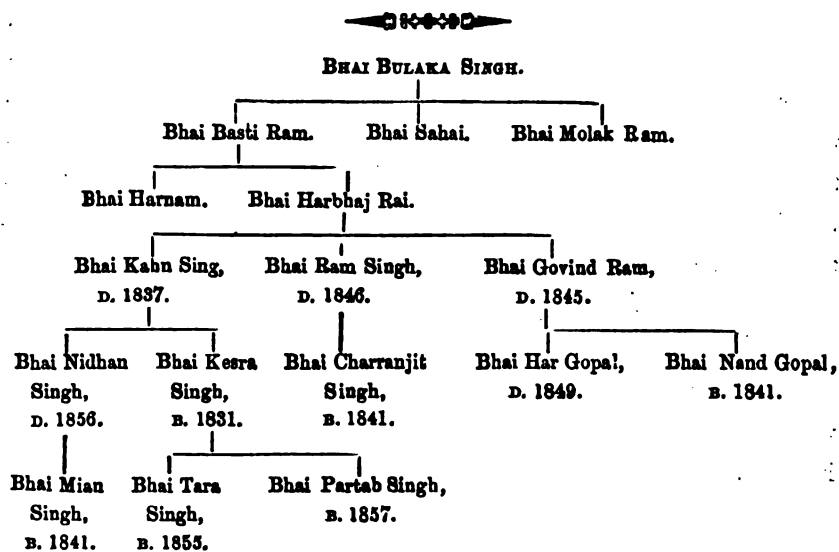 BHAI BULAKA SINGH.
Bhai Basti Ram. Bhai Sahai. Bhai Molak Ram.
Bhai Harnam. Bhai Harbhaj Rai.
Bhai Kahn Sing, Bhai Ram Singh, Bhai Govind Ram,
D. 1837. D. 1846. D. 1845.
Bhai Nidhan Bhai Kesra Bhai Charranjit Bhai Har Gopal, Bhai Nand Gopal,
Singh, Singh, Singh, D. 1849. B. 1841.
D. 1856. B. 1831. B. 1841.
Bhai Mian Bhai Tara Bhai Partab Singh,
Singh, Singh, B. 1857.
B. 1841. B. 1855.